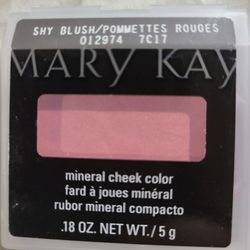 SHY BLUSH/POMMETTES ROUGES
012974 7C17
MARY KAY
mineral cheek color
fard à joues minéral
rubor mineral compacto
.18 OZ. NET WT./5 g